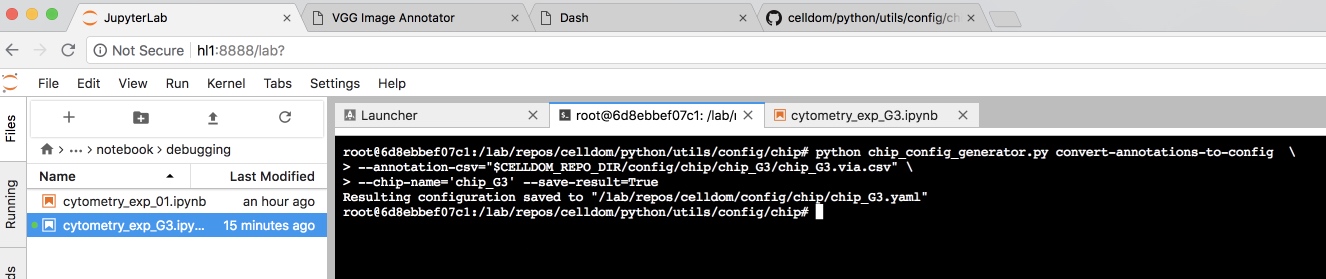 JupyterLab
VGG Image Annotator
Dash
celldom/python/utils/config/ch
Not Secure | hl1:8888/lab?
File Edit View Run Kernel Tabs Settings Help
Launcher
root@6d8ebbef07c1: /lab/r
cytometry_exp_G3.ipynb
Files
Running
... > notebook > debugging
Name Last Modified
cytometry_exp_01.ipynb an hour ago
cytometry_exp_G3.ipy... 15 minutes ago
root@6d8ebbef07c1:/lab/repos/celldom/python/utils/config/chip# python chip_config_generator.py convert-annotations-to-config \
> --annotation-csv="$CELLDOM_REPO_DIR/config/chip/chip_G3/chip_G3.via.csv" \
> --chip-name='chip_G3' --save-result=True
Resulting configuration saved to "/lab/repos/celldom/config/chip/chip_G3.yaml"
root@6d8ebbef07c1:/lab/repos/celldom/python/utils/config/chip#